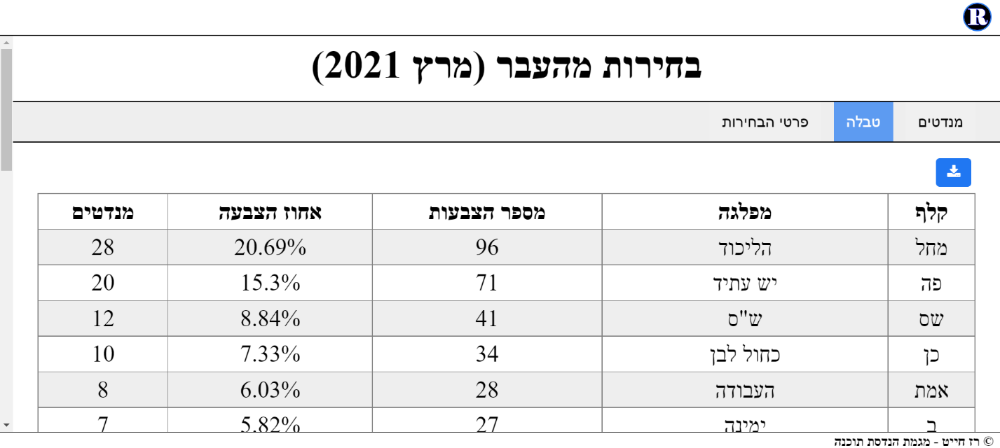 R
בחירות מהעבר (מרץ 2021)
מנדטים טבלה פרטי הבחירות
קלף מפלגה מספר הצבעות אחוז הצבעה מנדטים
מחל הליכוד 96 20.69% 28
פה יש עתיד 71 15.3% 20
שס ש"ס 41 8.84% 12
כן כחול לבן 34 7.33% 10
אמת העבודה 28 6.03% 8
ב ימינה 27 5.82% 7
© רז חייט - מגמת הנדסת תוכנה